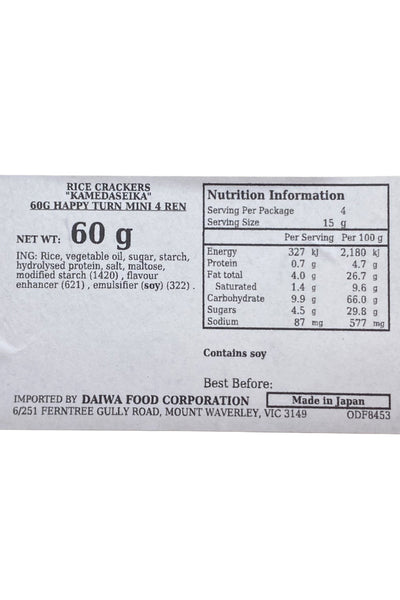 RICE CRACKERS
"KAMEDASEIKA"
60G HAPPY TURN MINI 4 REN
NET WT: 60 g
ING: Rice, vegetable oil, sugar, starch,
hydrolysed protein, salt, maltose,
modified starch (1420) , flavour
enhancer (621) , emulsifier (soy) (322) .
Nutrition Information
Serving Per Package 4
Serving Size 15 g
Per Serving Per 100 g
Energy 327 kJ 2,180 kJ
Protein 0.7 g 4.7 g
Fat total 4.0 g 26.7 g
Saturated 1.4 g 9.6 g
Carbohydrate 9.9 g 66.0 g
Sugars 4.5 g 29.8 g
Sodium 87 mg 577 mg
Contains soy
Best Before:
IMPORTED BY DAIWA FOOD CORPORATION Made in Japan
6/251 FERNTREE GULLY ROAD, MOUNT WAVERLEY, VIC 3149 ODF8453